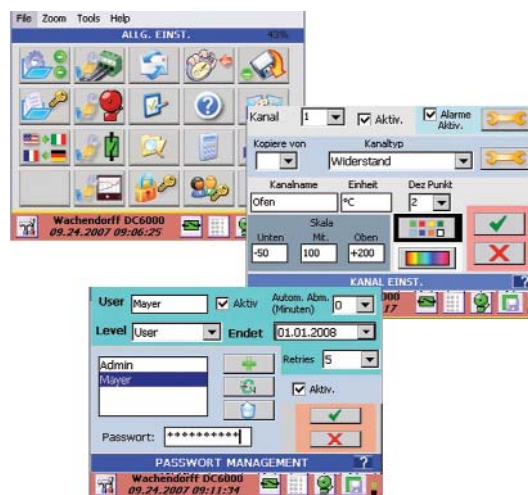 File Zoom Tools Help
ALLG. EINST. 43%
Wachendorff DC6000
09.24.2007 09:06:25
Kanal 1 Aktiv. Alarme Aktiv.
Kopiere von Kanaltyp
Widerstand
Kanalname Einheit Dez Punkt
Ofen °C 2
Skala
Unten Mit. Oben
-50 100 +200
KANAL EINST. ?
000
17
User Mayer Aktiv Autom. Abm. (Minuten) 0
Level User Endet 01.01.2008
Retries 5
Admin
Mayer
Aktiv.
Passwort: **********
PASSWORT MANAGEMENT ?
Wachendorff DC6000
09.24.2007 09:11:34